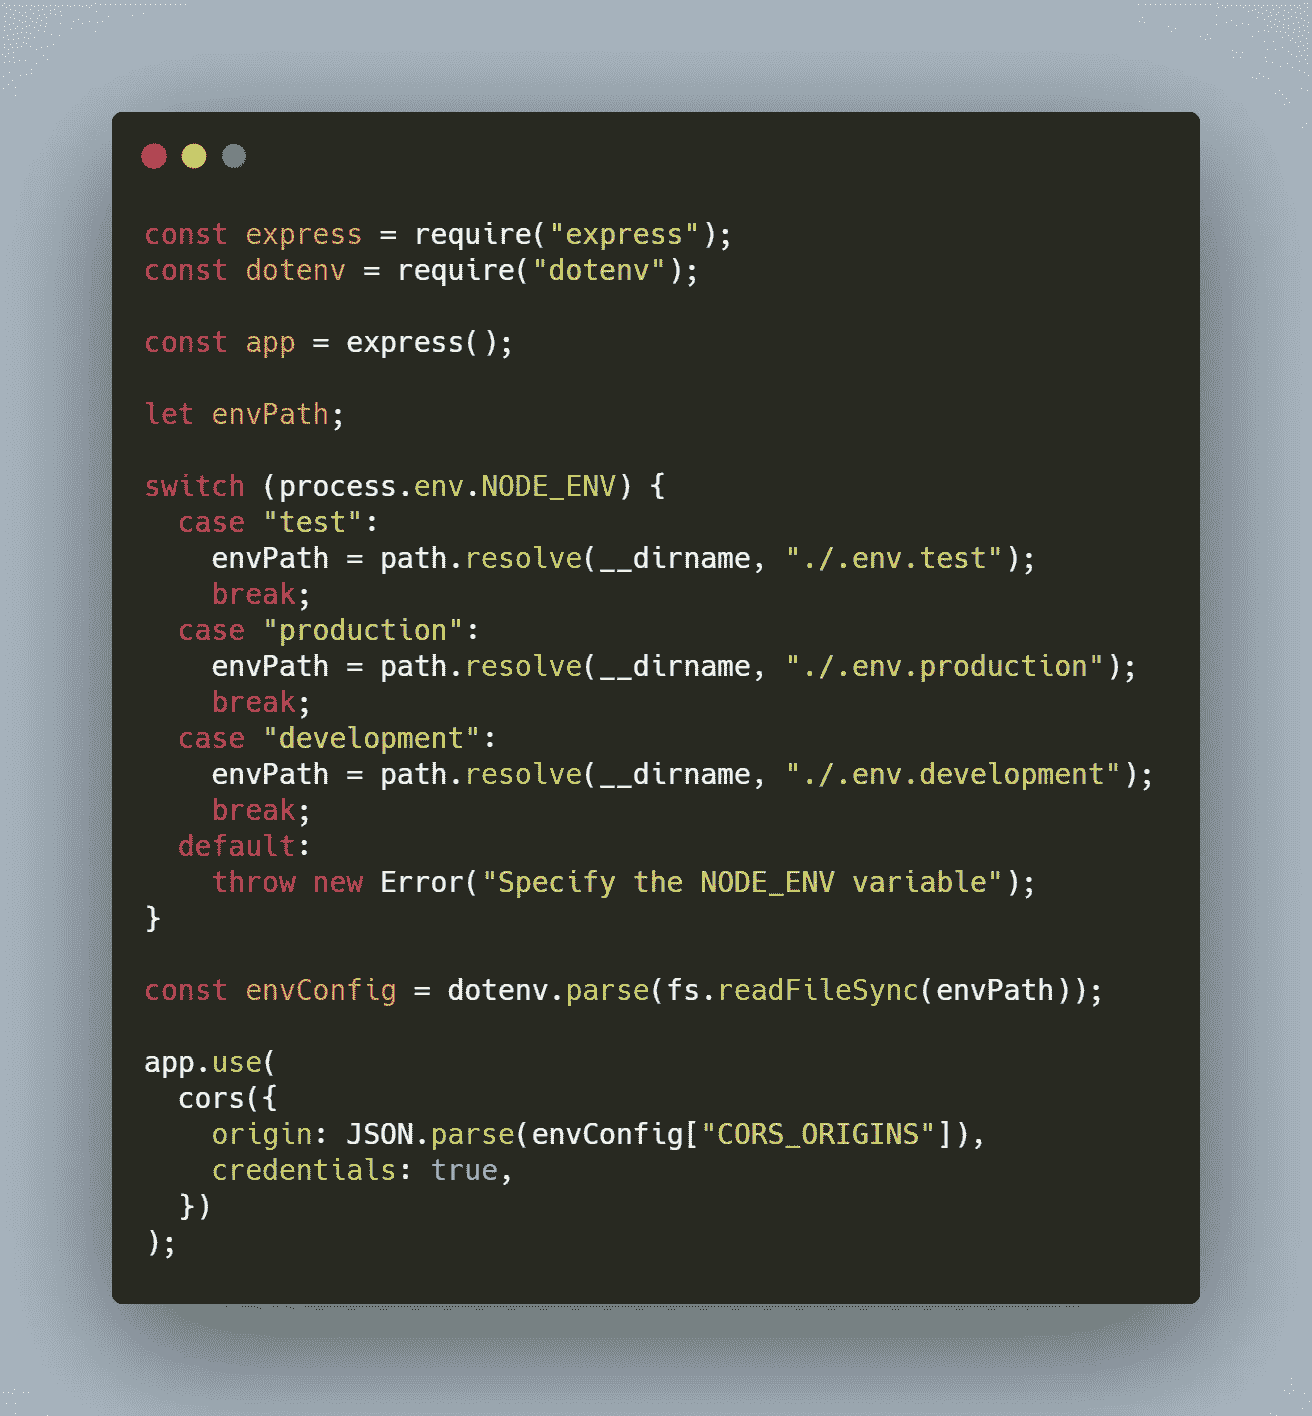 const express = require("express");
const dotenv = require("dotenv");

const app = express();

let envPath;

switch (process.env.NODE_ENV) {
  case "test":
    envPath = path.resolve(__dirname, "./.env.test");
    break;
  case "production":
    envPath = path.resolve(__dirname, "./.env.production");
    break;
  case "development":
    envPath = path.resolve(__dirname, "./.env.development");
    break;
  default:
    throw new Error("Specify the NODE_ENV variable");
}

const envConfig = dotenv.parse(fs.readFileSync(envPath));

app.use(
  cors({
    origin: JSON.parse(envConfig["CORS_ORIGINS"]),
    credentials: true,
  })
);